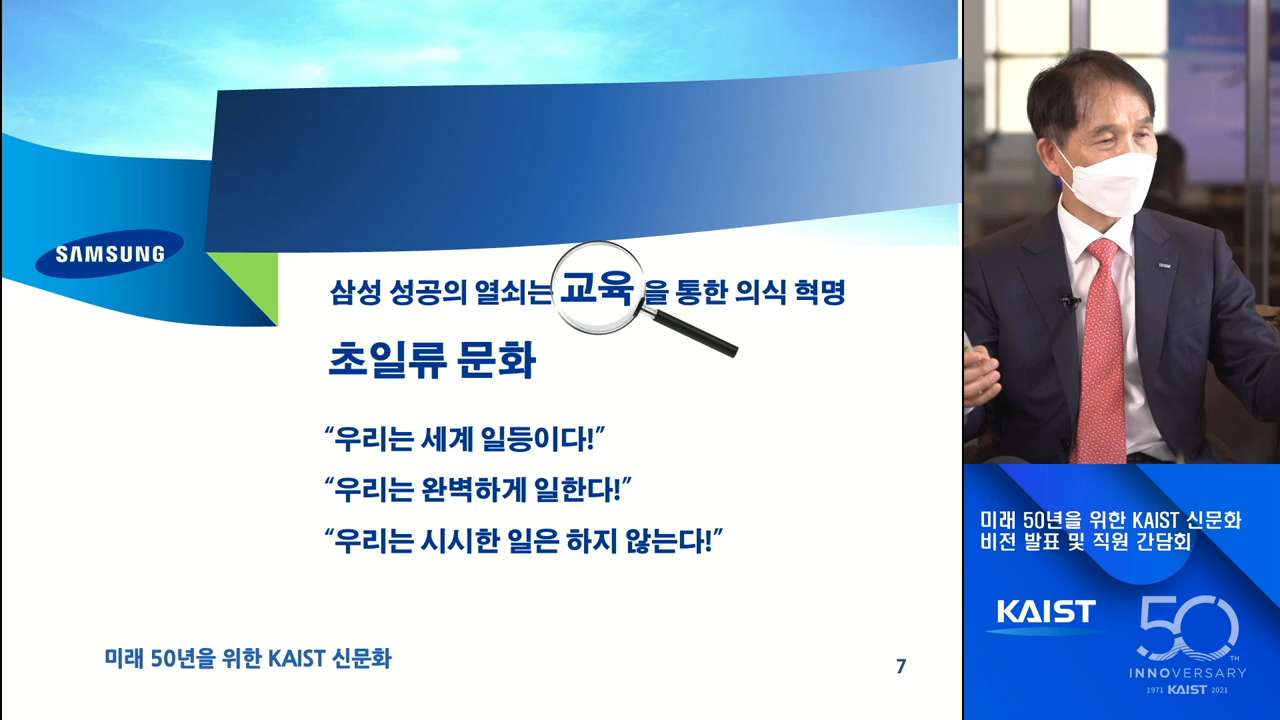 SAMSUNG
삼성 성공의 열쇠는 교육을 통한 의식 혁명
초일류 문화
“우리는 세계 일등이다!”
“우리는 완벽하게 일한다!”
“우리는 시시한 일은 하지 않는다!”
미래 50년을 위한 KAIST 신문화
7
미래 50년을 위한 KAIST 신문화
비전 발표 및 직원 간담회
KAIST
50TH
INNOVERSARY
1971 KAIST 2021